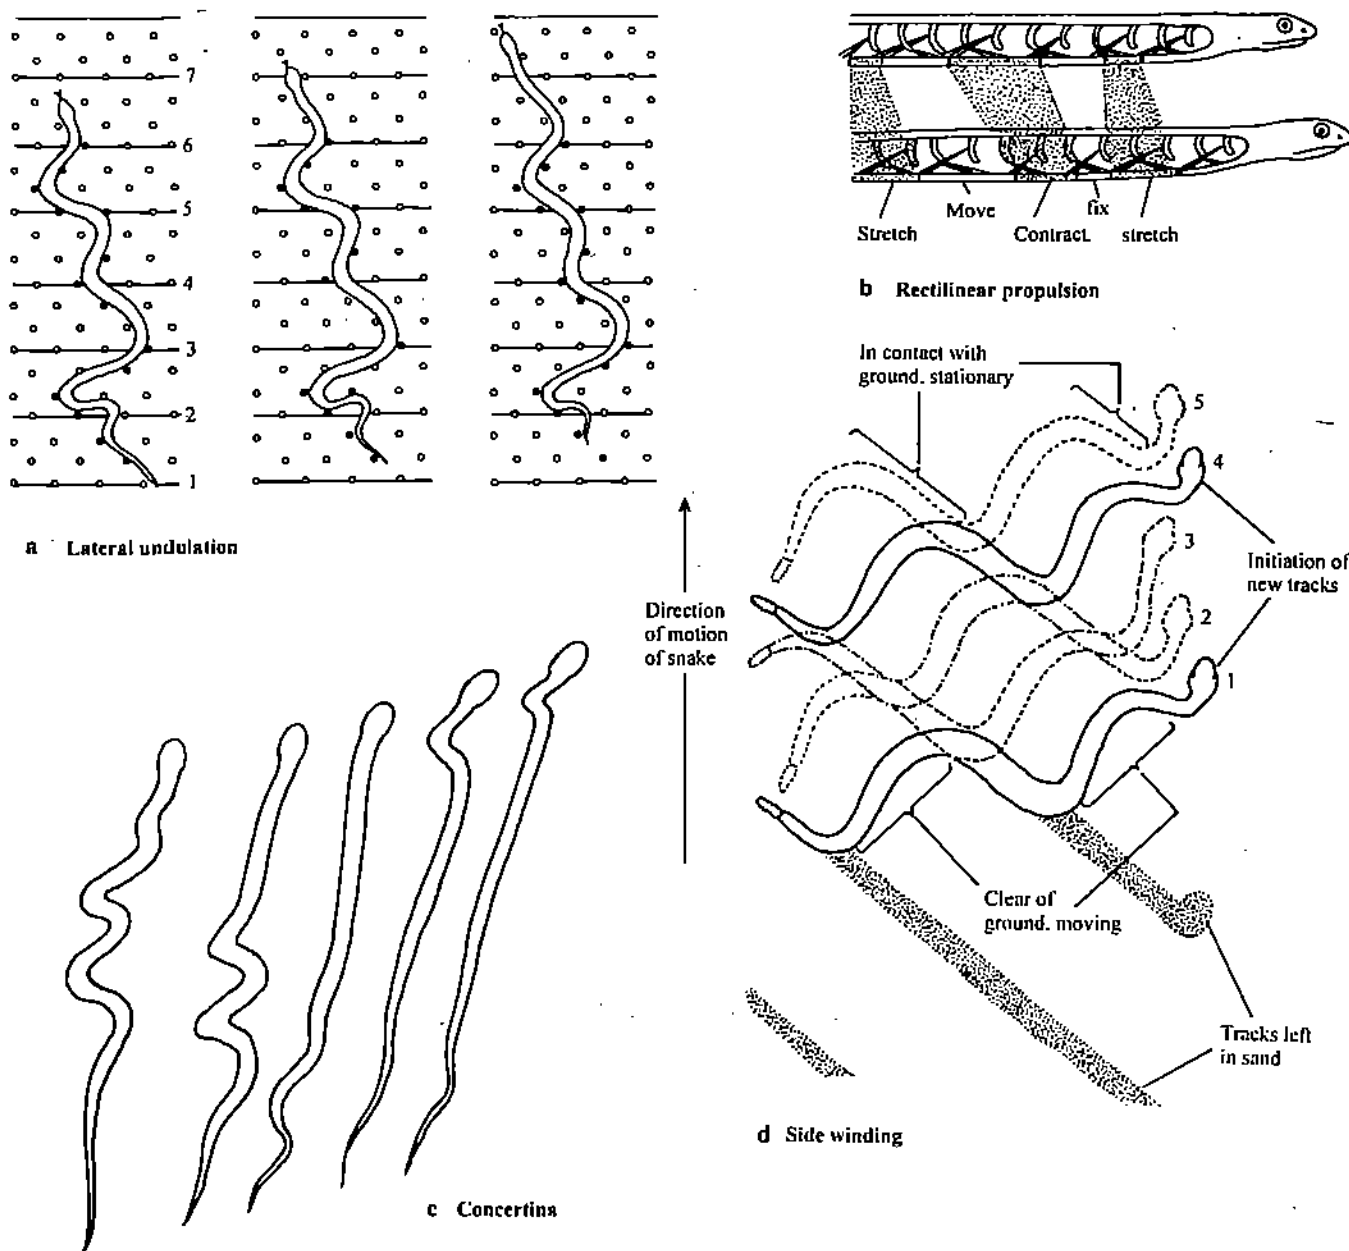 7
6
5
4
3
2
1
a Lateral undulation
Stretch
Move
Contract.
fix
stretch
b Rectilinear propulsion
Direction
of motion
of snake
c Concertina
In contact with
ground. stationary
5
4
3
2
1
Initiation of
new tracks
Clear of
ground. moving
Tracks left
in sand
d Side winding